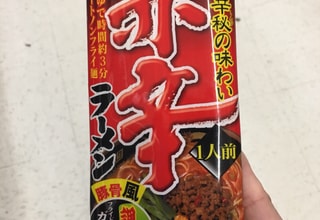 辛秘の味わい
赤辛
ラーメン
ゆで時間約3分
ノンフライ麺
1人前
豚骨風